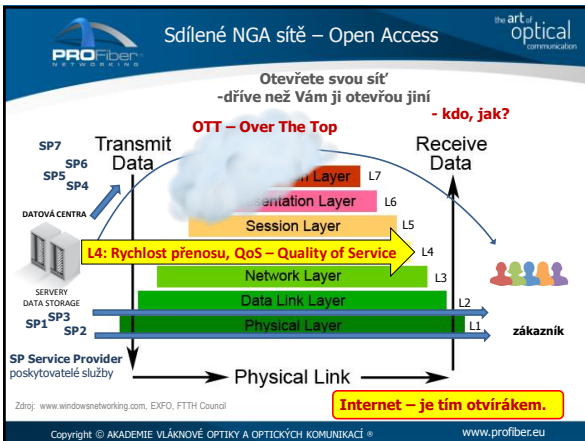 PROFiber
NETWORKING
Sdílené NGA sítě – Open Access
the art of
optical
communication
Otevřete svou síť
-dříve než Vám ji otevřou jiní
- kdo, jak?
OTT – Over The Top
SP7
SP6
SP5
SP4
Transmit
Data
Receive
Data
Layer
L7
Layer
L6
DATOVÁ CENTRA
Session Layer
L5
L4: Rychlost přenosu, QoS – Quality of Service
L4
Network Layer
L3
SERVERY
DATA STORAGE
Data Link Layer
L2
SP3
SP1
SP2
Physical Layer
L1
zákazník
SP Service Provider
poskytovatelé služby
Physical Link
Zdroj: www.windowsnetworking.com, EXFO, FTTH Council
Internet – je tím otvírákem.
Copyright © AKADEMIE VLÁKNOVÉ OPTIKY A OPTICKÝCH KOMUNIKACÍ ®
www.profiber.eu